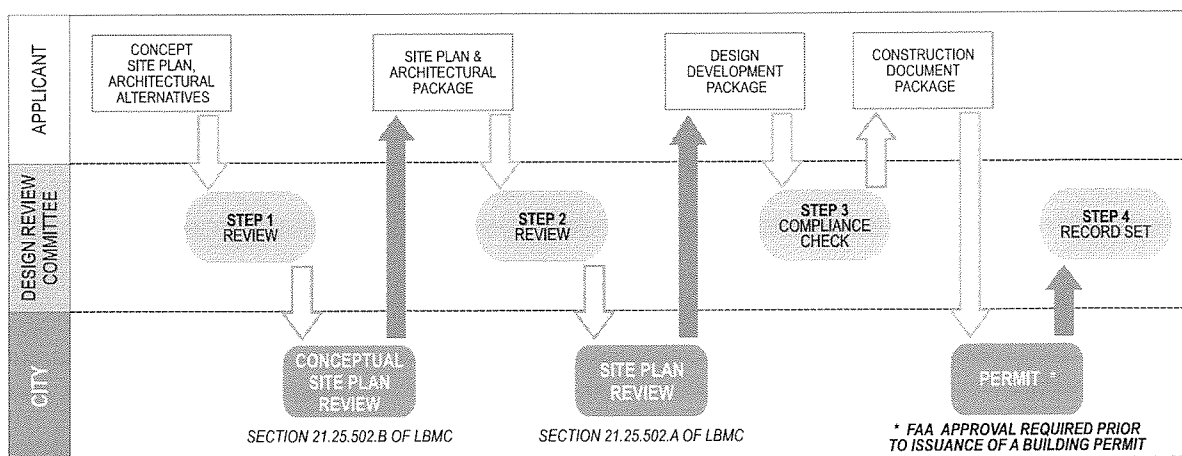 APPLICANT
CONCEPT
SITE PLAN,
ARCHITECTURAL
ALTERNATIVES
SITE PLAN &
ARCHITECTURAL
PACKAGE
DESIGN
DEVELOPMENT
PACKAGE
CONSTRUCTION
DOCUMENT
PACKAGE
DESIGN REVIEW
COMMITTEE
STEP 1
REVIEW
STEP 2
REVIEW
STEP 3
COMPLIANCE
CHECK
STEP 4
RECORD SET
CITY
CONCEPTUAL
SITE PLAN
REVIEW
SITE PLAN
REVIEW
PERMIT *
SECTION 21.25.502.B OF LBMC
SECTION 21.25.502.A OF LBMC
* FAA APPROVAL REQUIRED PRIOR
TO ISSUANCE OF A BUILDING PERMIT